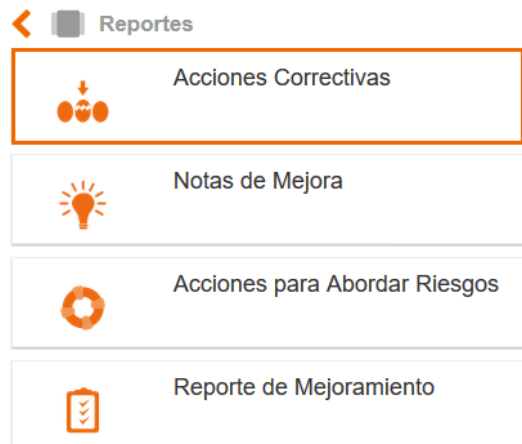 Reportes
Acciones Correctivas
Notas de Mejora
Acciones para Abordar Riesgos
Reporte de Mejoramiento